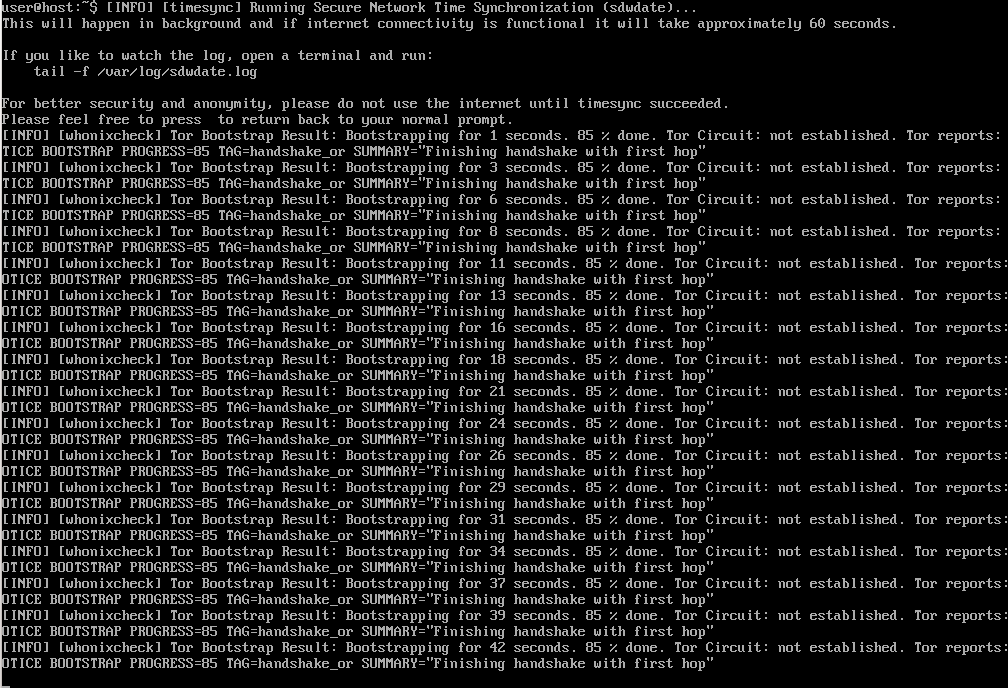 user@host:~$ [INFO] [timesync] Running Secure Network Time Synchronization (sdwdate)...
This will happen in background and if internet connectivity is functional it will take approximately 60 seconds.
If you like to watch the log, open a terminal and run:
    tail -f /var/log/sdwdate.log
For better security and anonymity, please do not use the internet until timesync succeeded.
Please feel free to press  to return back to your normal prompt.
[INFO] [whonixcheck] Tor Bootstrap Result: Bootstrapping for 1 seconds. 85 % done. Tor Circuit: not established. Tor reports:
TICE BOOTSTRAP PROGRESS=85 TAG=handshake_or SUMMARY="Finishing handshake with first hop"
[INFO] [whonixcheck] Tor Bootstrap Result: Bootstrapping for 3 seconds. 85 % done. Tor Circuit: not established. Tor reports:
TICE BOOTSTRAP PROGRESS=85 TAG=handshake_or SUMMARY="Finishing handshake with first hop"
[INFO] [whonixcheck] Tor Bootstrap Result: Bootstrapping for 6 seconds. 85 % done. Tor Circuit: not established. Tor reports:
TICE BOOTSTRAP PROGRESS=85 TAG=handshake_or SUMMARY="Finishing handshake with first hop"
[INFO] [whonixcheck] Tor Bootstrap Result: Bootstrapping for 8 seconds. 85 % done. Tor Circuit: not established. Tor reports:
TICE BOOTSTRAP PROGRESS=85 TAG=handshake_or SUMMARY="Finishing handshake with first hop"
[INFO] [whonixcheck] Tor Bootstrap Result: Bootstrapping for 11 seconds. 85 % done. Tor Circuit: not established. Tor reports:
OTICE BOOTSTRAP PROGRESS=85 TAG=handshake_or SUMMARY="Finishing handshake with first hop"
[INFO] [whonixcheck] Tor Bootstrap Result: Bootstrapping for 13 seconds. 85 % done. Tor Circuit: not established. Tor reports:
OTICE BOOTSTRAP PROGRESS=85 TAG=handshake_or SUMMARY="Finishing handshake with first hop"
[INFO] [whonixcheck] Tor Bootstrap Result: Bootstrapping for 16 seconds. 85 % done. Tor Circuit: not established. Tor reports:
OTICE BOOTSTRAP PROGRESS=85 TAG=handshake_or SUMMARY="Finishing handshake with first hop"
[INFO] [whonixcheck] Tor Bootstrap Result: Bootstrapping for 18 seconds. 85 % done. Tor Circuit: not established. Tor reports:
OTICE BOOTSTRAP PROGRESS=85 TAG=handshake_or SUMMARY="Finishing handshake with first hop"
[INFO] [whonixcheck] Tor Bootstrap Result: Bootstrapping for 21 seconds. 85 % done. Tor Circuit: not established. Tor reports:
OTICE BOOTSTRAP PROGRESS=85 TAG=handshake_or SUMMARY="Finishing handshake with first hop"
[INFO] [whonixcheck] Tor Bootstrap Result: Bootstrapping for 24 seconds. 85 % done. Tor Circuit: not established. Tor reports:
OTICE BOOTSTRAP PROGRESS=85 TAG=handshake_or SUMMARY="Finishing handshake with first hop"
[INFO] [whonixcheck] Tor Bootstrap Result: Bootstrapping for 26 seconds. 85 % done. Tor Circuit: not established. Tor reports:
OTICE BOOTSTRAP PROGRESS=85 TAG=handshake_or SUMMARY="Finishing handshake with first hop"
[INFO] [whonixcheck] Tor Bootstrap Result: Bootstrapping for 29 seconds. 85 % done. Tor Circuit: not established. Tor reports:
OTICE BOOTSTRAP PROGRESS=85 TAG=handshake_or SUMMARY="Finishing handshake with first hop"
[INFO] [whonixcheck] Tor Bootstrap Result: Bootstrapping for 31 seconds. 85 % done. Tor Circuit: not established. Tor reports:
OTICE BOOTSTRAP PROGRESS=85 TAG=handshake_or SUMMARY="Finishing handshake with first hop"
[INFO] [whonixcheck] Tor Bootstrap Result: Bootstrapping for 34 seconds. 85 % done. Tor Circuit: not established. Tor reports:
OTICE BOOTSTRAP PROGRESS=85 TAG=handshake_or SUMMARY="Finishing handshake with first hop"
[INFO] [whonixcheck] Tor Bootstrap Result: Bootstrapping for 37 seconds. 85 % done. Tor Circuit: not established. Tor reports:
OTICE BOOTSTRAP PROGRESS=85 TAG=handshake_or SUMMARY="Finishing handshake with first hop"
[INFO] [whonixcheck] Tor Bootstrap Result: Bootstrapping for 39 seconds. 85 % done. Tor Circuit: not established. Tor reports:
OTICE BOOTSTRAP PROGRESS=85 TAG=handshake_or SUMMARY="Finishing handshake with first hop"
[INFO] [whonixcheck] Tor Bootstrap Result: Bootstrapping for 42 seconds. 85 % done. Tor Circuit: not established. Tor reports:
OTICE BOOTSTRAP PROGRESS=85 TAG=handshake_or SUMMARY="Finishing handshake with first hop"